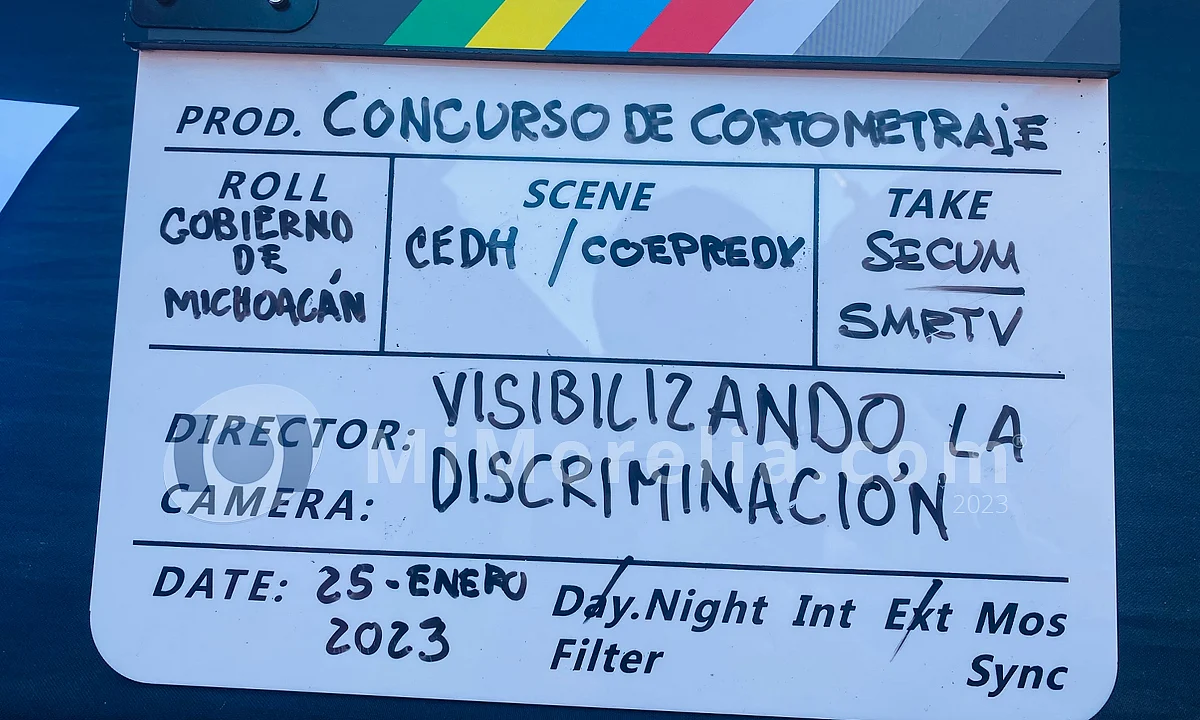 PROD. CONCURSO DE CORTOMETRAJE
ROLL
GOBIERNO
DE
MICHOACÁN
SCENE
CEDH / COEPREDV
TAKE
SECUM
SMRTV
DIRECTOR: VISIBILIZANDO LA
CAMERA: DISCRIMINACIÓN
MiMorelia.com®
2023
DATE: 25-ENERO
2023
Day.Night Int Ext Mos
Filter Sync